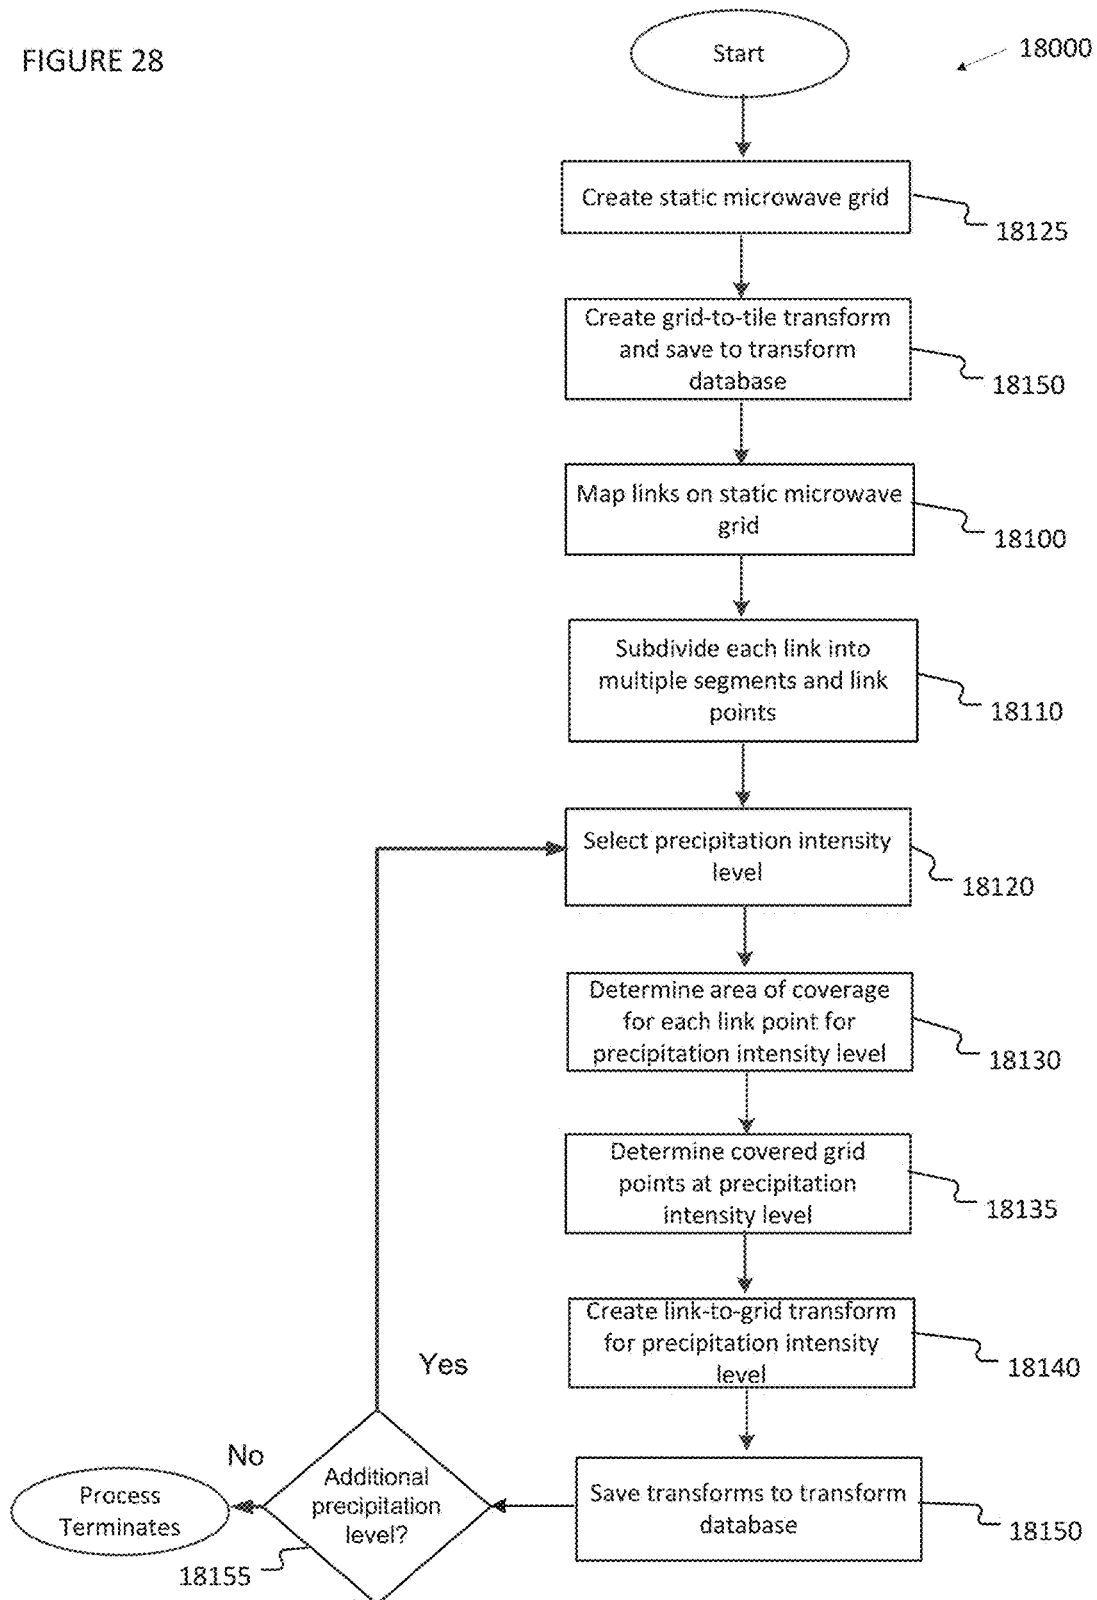 FIGURE 28
Start
18000
Create static microwave grid
18125
Create grid-to-tile transform
and save to transform
database
18150
Map links on static microwave
grid
18100
Subdivide each link into
multiple segments and link
points
18110
Select precipitation intensity
level
18120
Determine area of coverage
for each link point for
precipitation intensity level
18130
Determine covered grid
points at precipitation
intensity level
18135
Create link-to-grid transform
for precipitation intensity
level
18140
Save transforms to transform
database
18150
Additional
precipitation
level?
18155
Yes
No
Process
Terminates